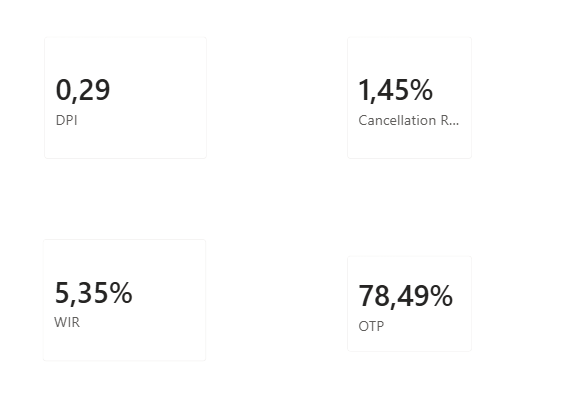 0,29
DPI
1,45%
Cancellation R...
5,35%
WIR
78,49%
OTP